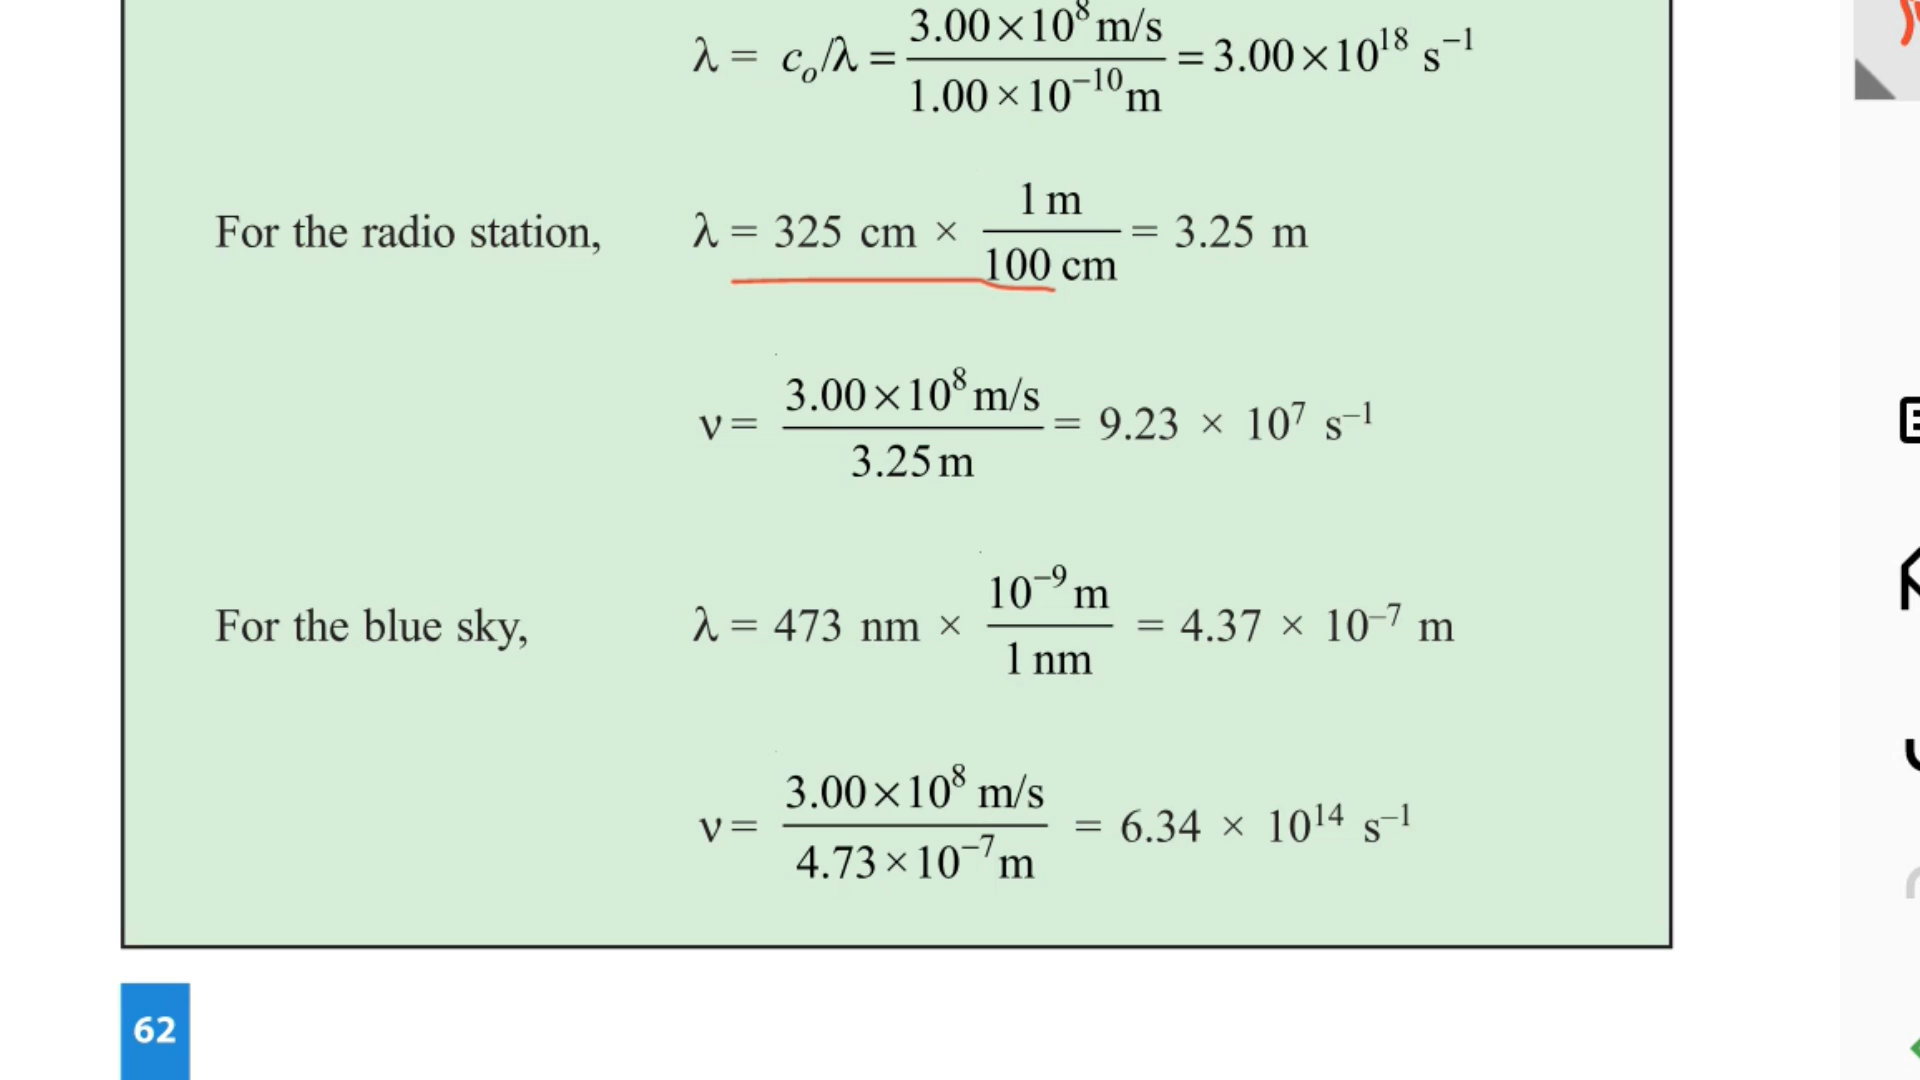 λ = cₒ/λ = 3.00×10⁸ m/s / 1.00×10⁻¹⁰ m = 3.00×10¹⁸ s⁻¹
For the radio station, λ = 325 cm × 1 m / 100 cm = 3.25 m
ν = 3.00×10⁸ m/s / 3.25 m = 9.23 × 10⁷ s⁻¹
For the blue sky, λ = 473 nm × 10⁻⁹ m / 1 nm = 4.37 × 10⁻⁷ m
ν = 3.00×10⁸ m/s / 4.73×10⁻⁷ m = 6.34 × 10¹⁴ s⁻¹
62